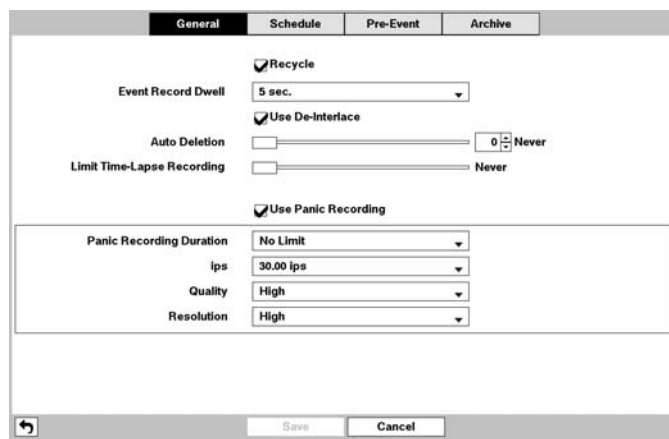 General Schedule Pre-Event Archive
Recycle
Event Record Dwell 5 sec.
Use De-Interlace
Auto Deletion 0 Never
Limit Time-Lapse Recording Never
Use Panic Recording
Panic Recording Duration No Limit
ips 30.00 ips
Quality High
Resolution High
Save Cancel